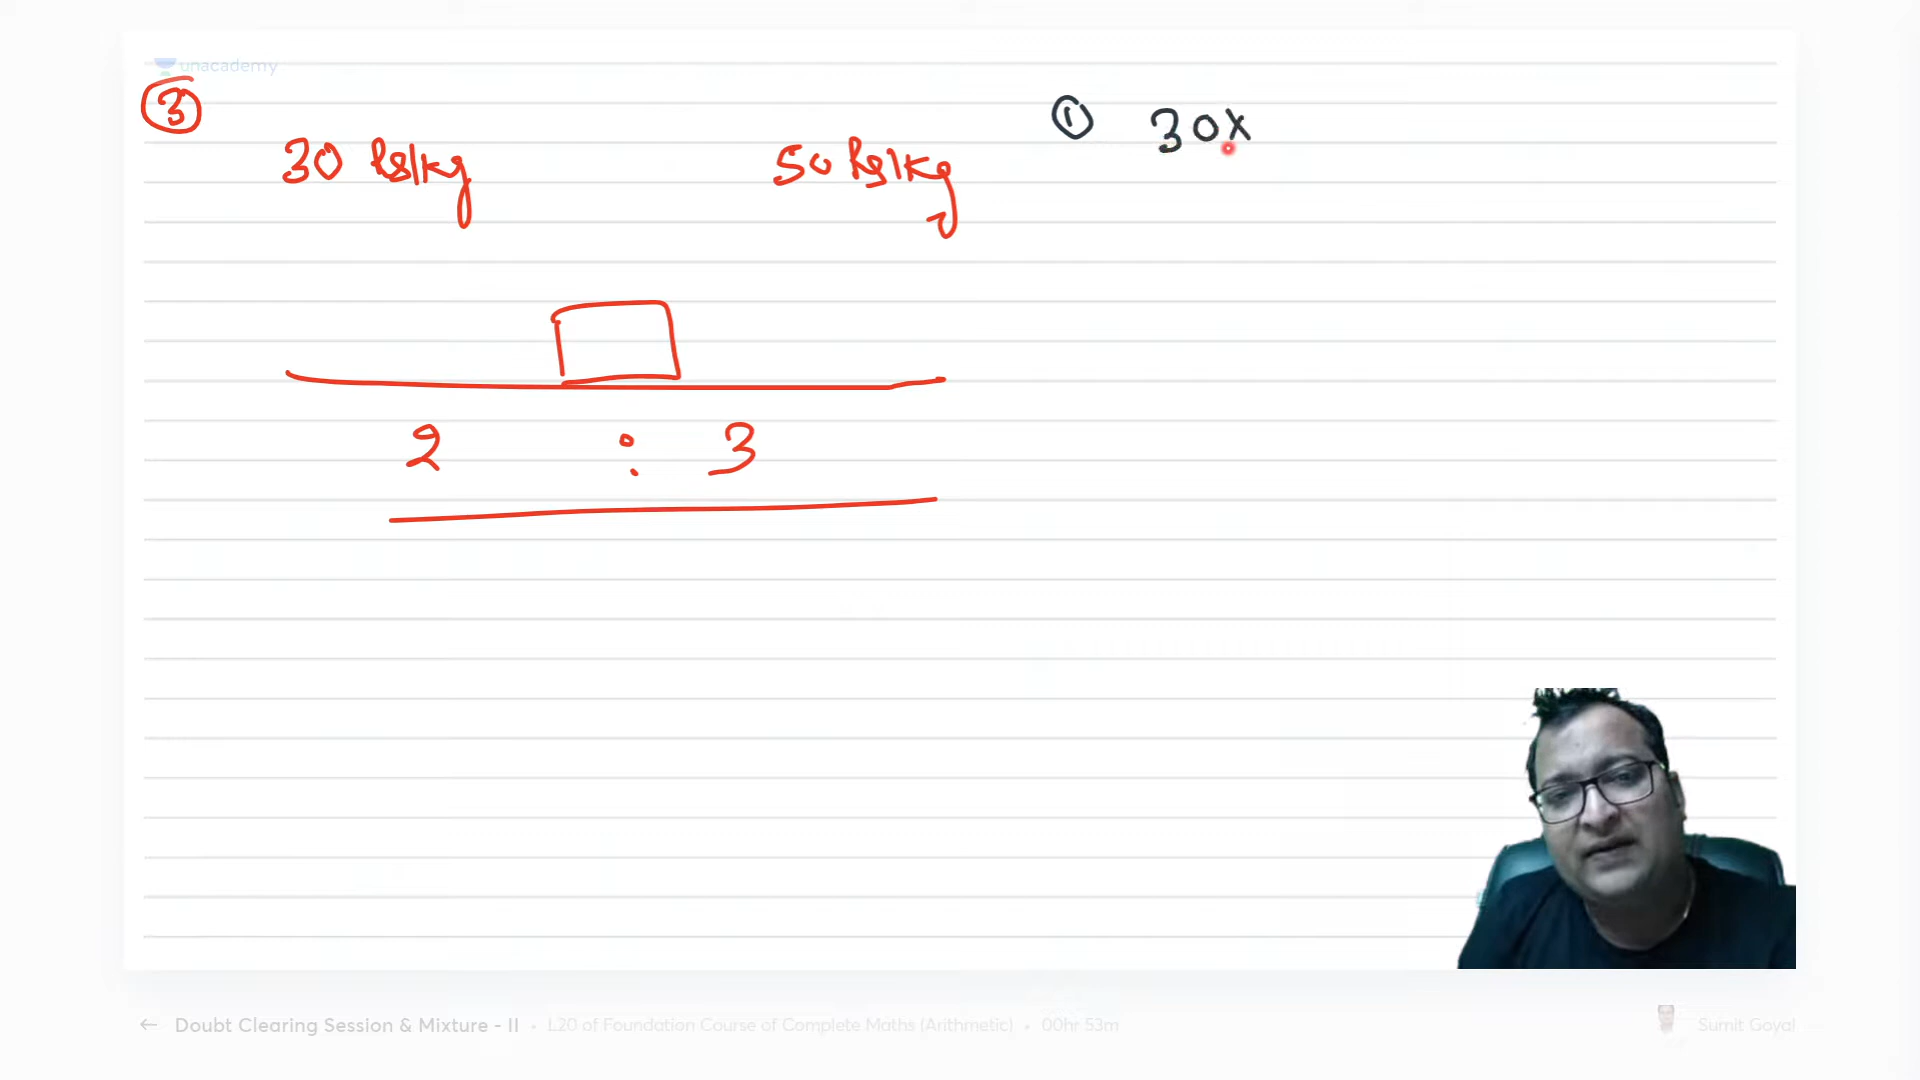 unacademy
③
30 Rs/kg 50 Rs/kg
2 : 3
① 30x
← Doubt Clearing Session & Mixture - II • L20 of Foundation Course of Complete Maths (Arithmetic) • 00hr 53m
Sumit Goyal